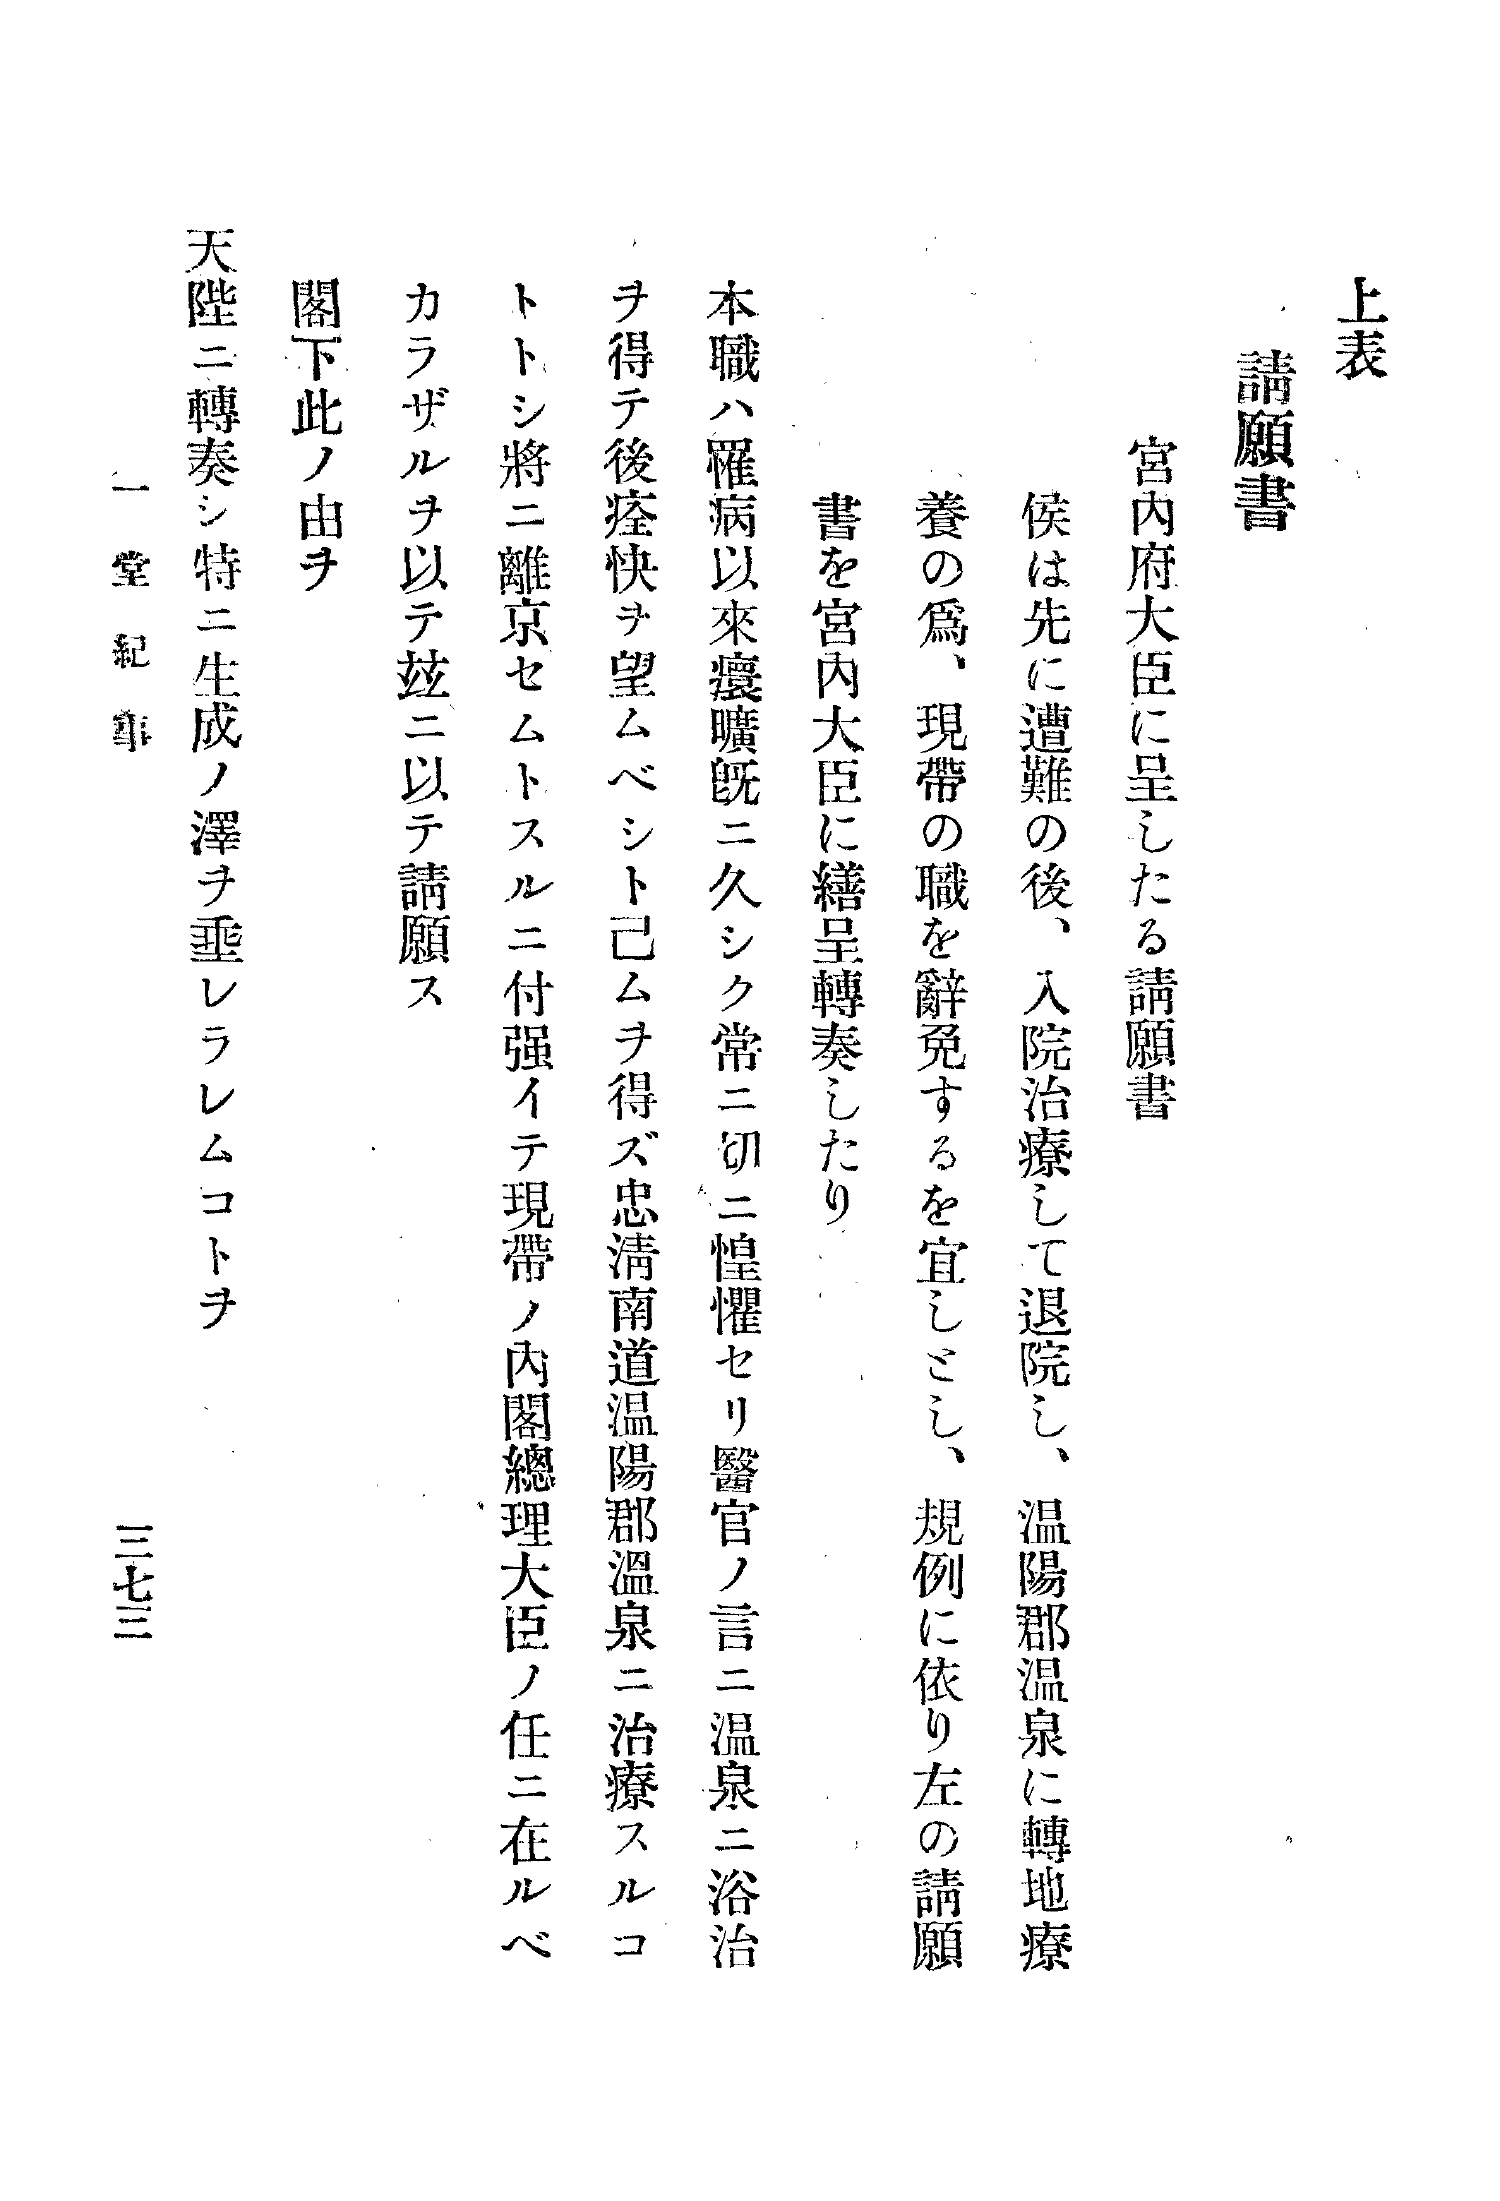 上表
請願書
宮內府大臣に呈したる請願書
侯は先に遭難の後、入院治療して退院し、温陽郡温泉に轉地療
養の爲、現帶の職を辭免するを宜しとし、規例に依り左の請願
書を宮內大臣に繕呈轉奏したり
本職ハ罹病以來癏曠旣ニ久シク常ニ切ニ惶懼セリ醫官ノ言ニ温泉ニ浴治
ヲ得テ後痊快ヲ望ムベシト己ムヲ得ズ忠淸南道温陽郡溫泉ニ治療スルコ
トトシ將ニ離京セムトスルニ付强イテ現帶ノ內閣總理大臣ノ任ニ在ルベ
カラザルヲ以テ玆ニ以テ請願ス
閣下此ノ由ヲ
天陛ニ轉奏シ特ニ生成ノ澤ヲ垂レラレムコトヲ
一堂紀事
三七三